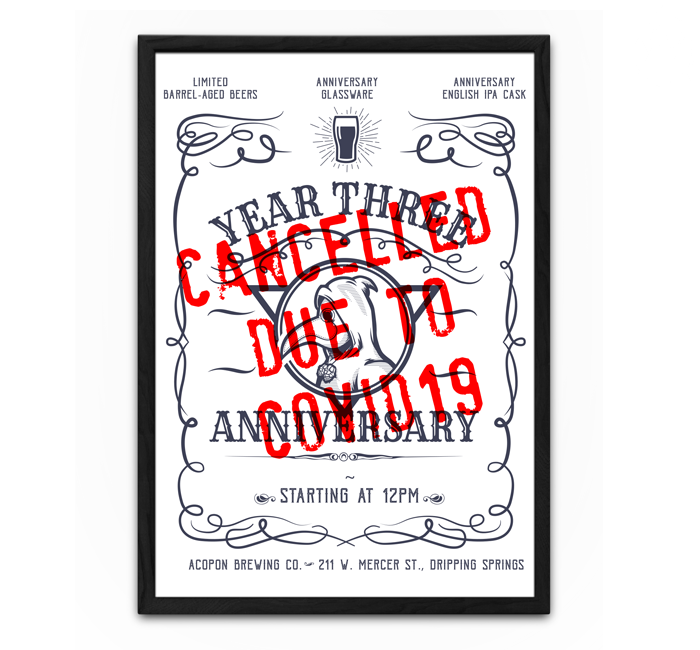 LIMITED
BARREL-AGED BEERS
ANNIVERSARY
GLASSWARE
ANNIVERSARY
ENGLISH IPA CASK
YEAR THREE
CANCELLED
DUE TO
COVID19
ANNIVERSARY
~
STARTING AT 12PM
ACOPON BREWING CO. ~ 211 W. MERCER ST., DRIPPING SPRINGS